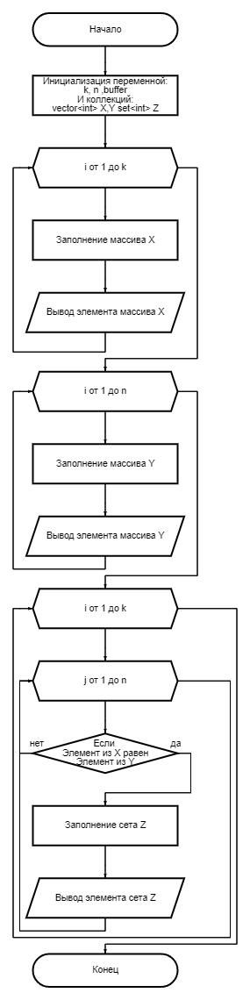 Начало
Инициализация переменной:
k, n ,buffer
И коллекций:
vector<int> X,Y set<int> Z
i от 1 до k
Заполнение массива X
Вывод элемента массива X
i от 1 до n
Заполнение массива Y
Вывод элемента массива Y
i от 1 до k
j от 1 до n
нет
Если
Элемент из X равен
Элемент из Y
да
Заполнение сета Z
Вывод элемента сета Z
Конец